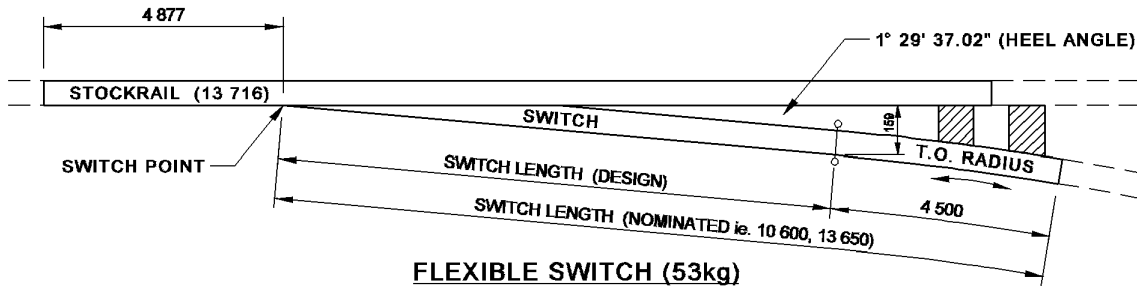 4 877
1° 29' 37.02" (HEEL ANGLE)
STOCKRAIL (13 716)
SWITCH
159
SWITCH POINT
T.O. RADIUS
SWITCH LENGTH (DESIGN)
4 500
SWITCH LENGTH (NOMINATED ie. 10 600, 13 650)
FLEXIBLE SWITCH (53kg)